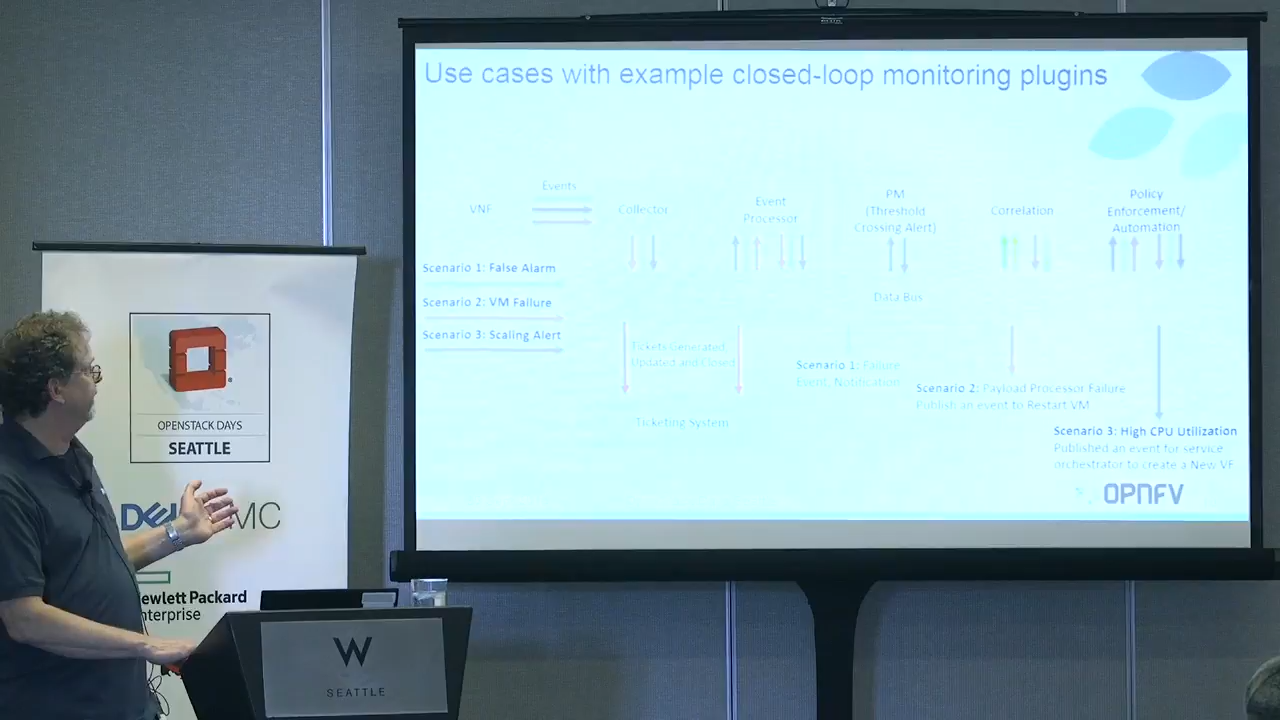 Use cases with example closed-loop monitoring plugins
Events
VNF
Collector
Event
Processor
PM
(Threshold
Crossing Alert)
Correlation
Policy
Enforcement/
Automation
Scenario 1: False Alarm
Scenario 2: VM Failure
Scenario 3: Scaling Alert
Data Bus
Tickets Generated,
Updated and Closed
Ticketing System
Scenario 1: Failure
Event, Notification
Scenario 2: Payload Processor Failure
Publish an event to Restart VM
Scenario 3: High CPU Utilization
Published an event for service
orchestrator to create a New VF
OPNFV
OPENSTACK DAYS
SEATTLE
DELL MC
ewlett Packard
nterprise
W
SEATTLE